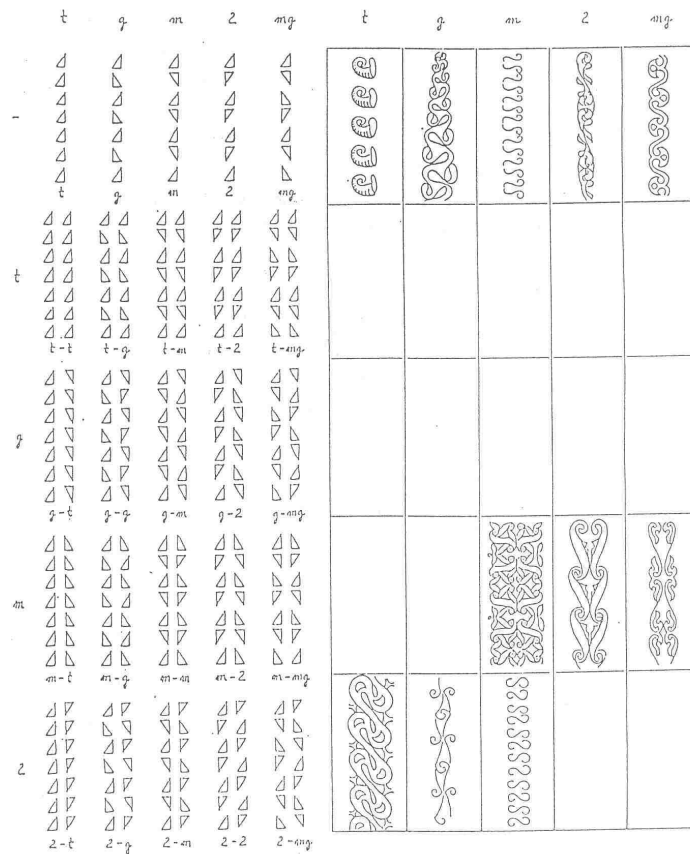 t g m 2 mg t g m 2 mg
-
t g m 2 mg
t
t-t t-g t-m t-2 t-mg
g
g-t g-g g-m g-2 g-mg
m
m-t m-g m-m m-2 m-mg
2
2-t 2-g 2-m 2-2 2-mg